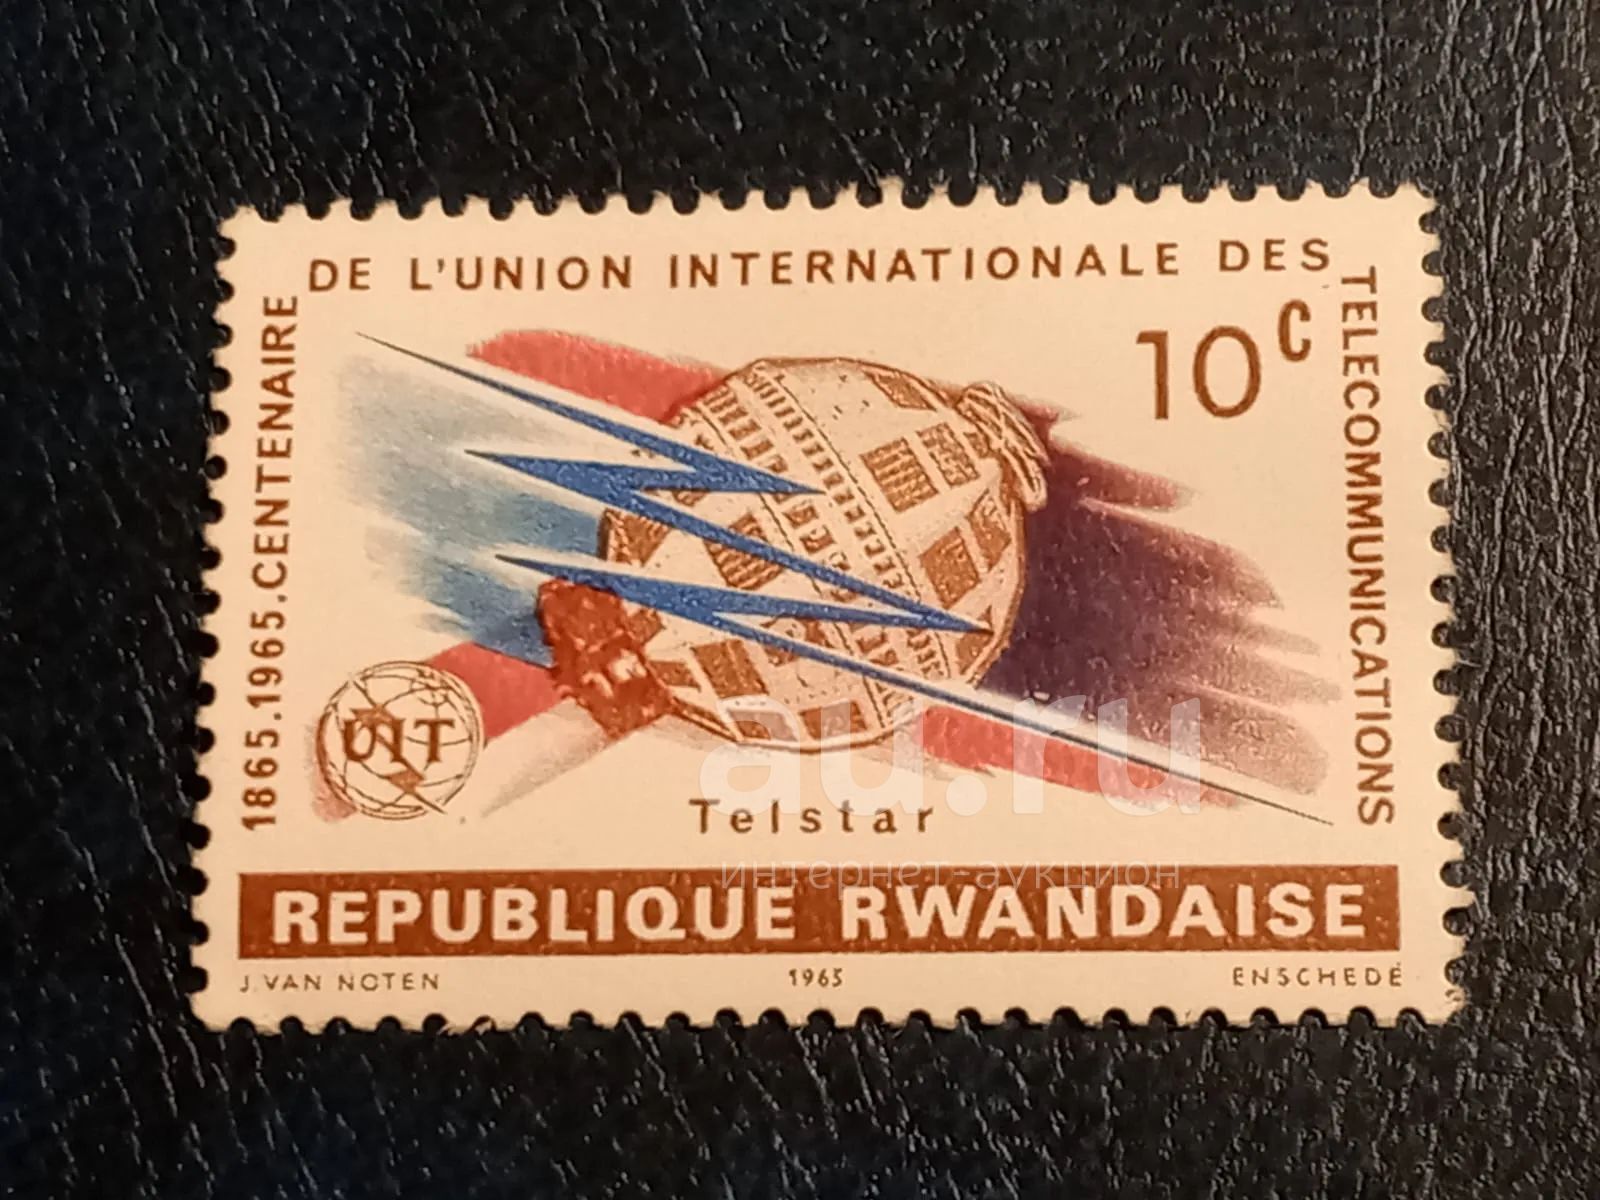 1865.1965.CENTENAIRE
DE L'UNION INTERNATIONALE DES
TELECOMMUNICATIONS
10c
UIT
Telstar
au.ru
интернет-аукцион
REPUBLIQUE RWANDAISE
J. VAN NOTEN
1965
ENSCHEDÉ